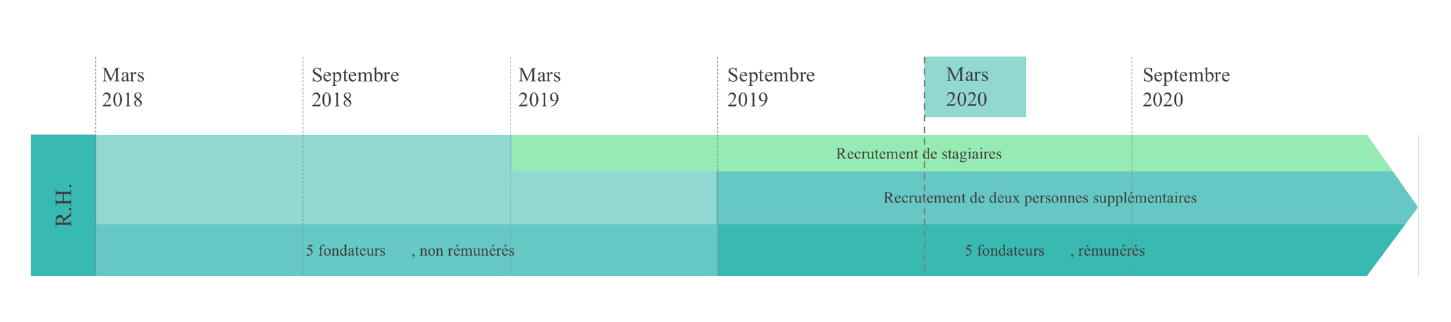 Mars
2018
Septembre
2018
Mars
2019
Septembre
2019
Mars
2020
Septembre
2020
R.H.
Recrutement de stagiaires
Recrutement de deux personnes supplémentaires
5 fondateurs , non rémunérés
5 fondateurs , rémunérés